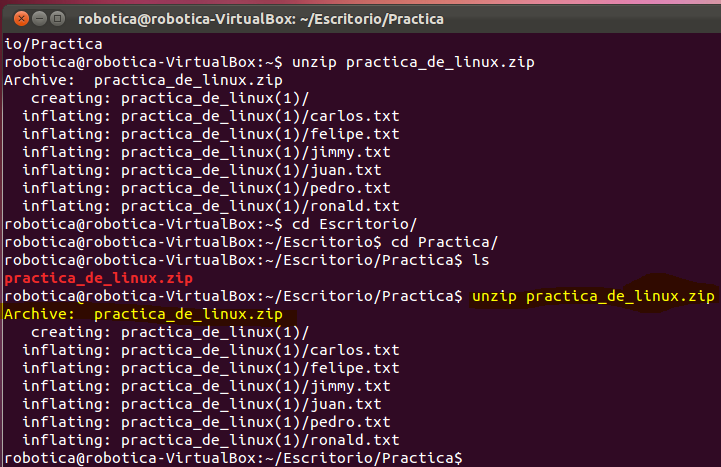 robotica@robotica-VirtualBox: ~/Escritorio/Practica
io/Practica
robotica@robotica-VirtualBox:~$ unzip practica_de_linux.zip
Archive:  practica_de_linux.zip
   creating: practica_de_linux(1)/
  inflating: practica_de_linux(1)/carlos.txt
  inflating: practica_de_linux(1)/felipe.txt
  inflating: practica_de_linux(1)/jimmy.txt
  inflating: practica_de_linux(1)/juan.txt
  inflating: practica_de_linux(1)/pedro.txt
  inflating: practica_de_linux(1)/ronald.txt
robotica@robotica-VirtualBox:~$ cd Escritorio/
robotica@robotica-VirtualBox:~/Escritorio$ cd Practica/
robotica@robotica-VirtualBox:~/Escritorio/Practica$ ls
practica_de_linux.zip
robotica@robotica-VirtualBox:~/Escritorio/Practica$ unzip practica_de_linux.zip
Archive:  practica_de_linux.zip
   creating: practica_de_linux(1)/
  inflating: practica_de_linux(1)/carlos.txt
  inflating: practica_de_linux(1)/felipe.txt
  inflating: practica_de_linux(1)/jimmy.txt
  inflating: practica_de_linux(1)/juan.txt
  inflating: practica_de_linux(1)/pedro.txt
  inflating: practica_de_linux(1)/ronald.txt
robotica@robotica-VirtualBox:~/Escritorio/Practica$